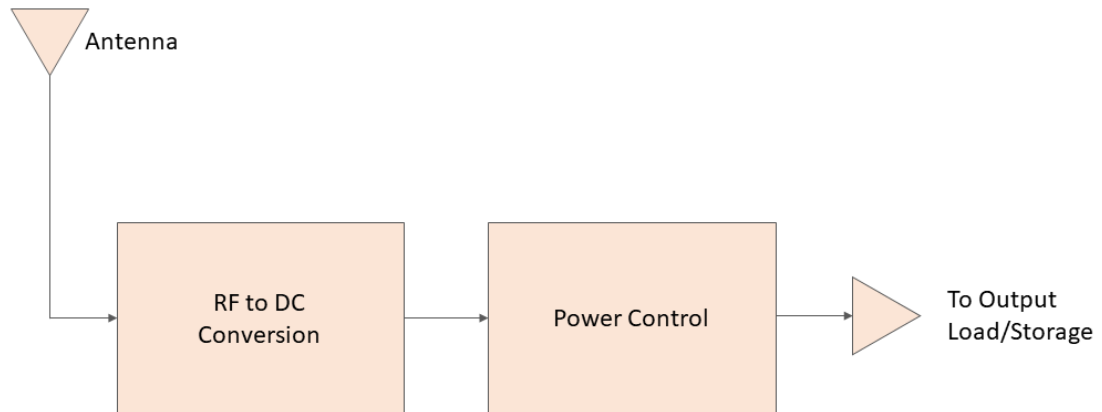 Antenna
RF to DC
Conversion
Power Control
To Output
Load/Storage